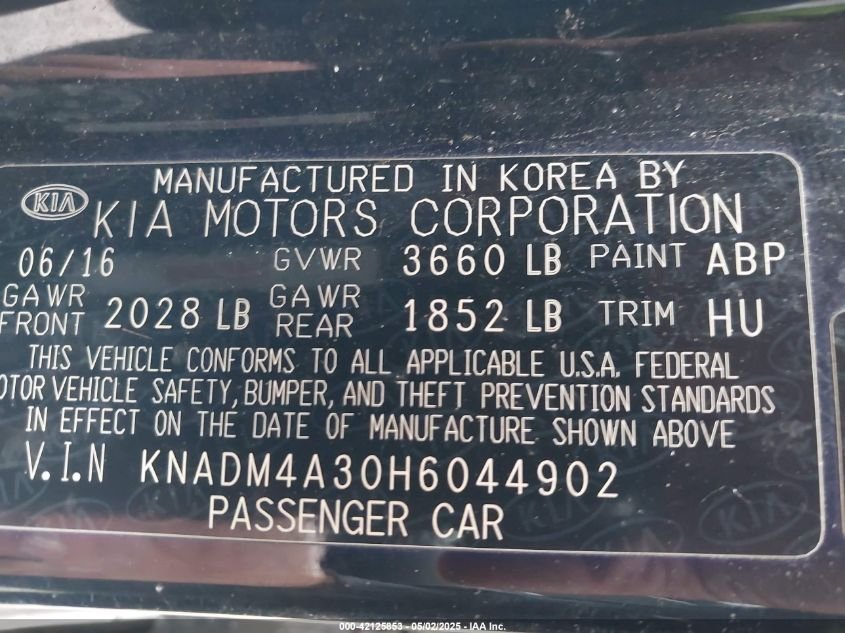 MANUFACTURED IN KOREA BY
KIA KIA MOTORS CORPORATION
06/16 GVWR 3660 LB PAINT ABP
GAWR FRONT 2028 LB GAWR REAR 1852 LB TRIM HU
THIS VEHICLE CONFORMS TO ALL APPLICABLE U.S.A. FEDERAL
OTOR VEHICLE SAFETY, BUMPER, AND THEFT PREVENTION STANDARDS
IN EFFECT ON THE DATE OF MANUFACTURE SHOWN ABOVE
V.I.N KNADM4A30H6044902
PASSENGER CAR
000-42125853 - 05/02/2025 - IAA Inc.